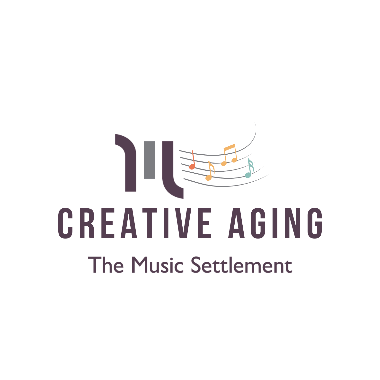 CREATIVE AGING
The Music Settlement